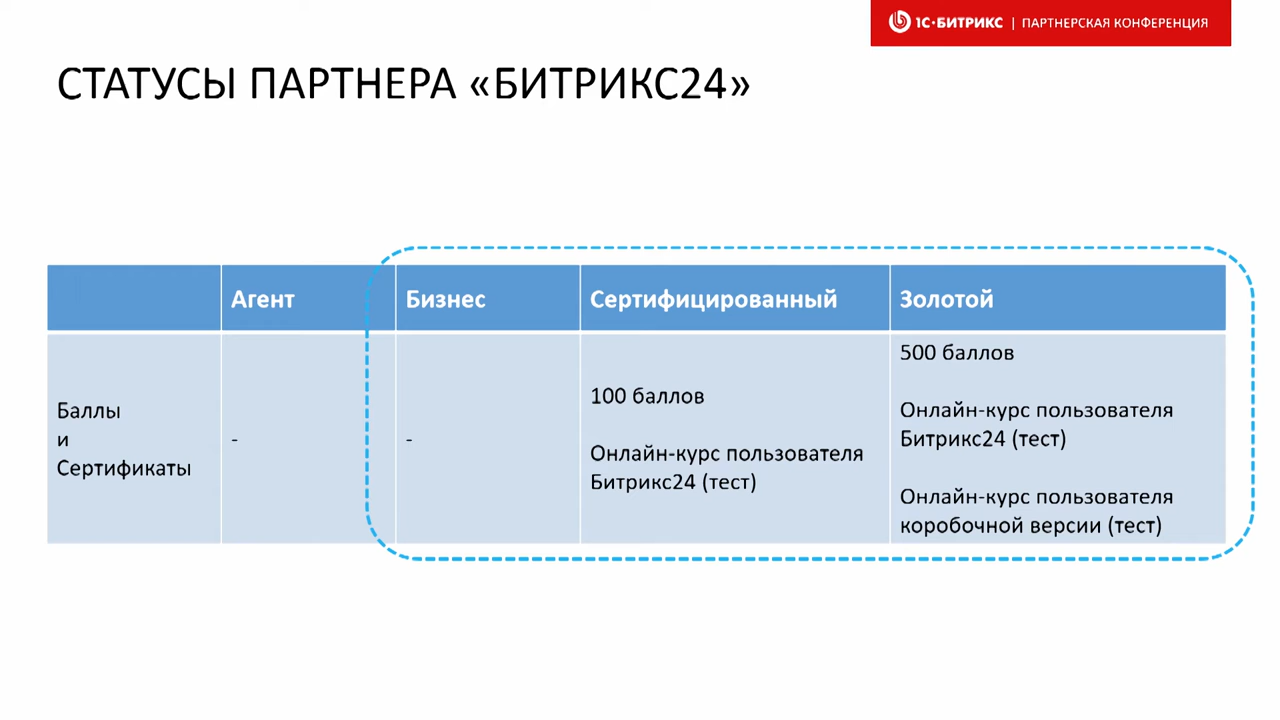 1С-БИТРИКС | ПАРТНЕРСКАЯ КОНФЕРЕНЦИЯ
СТАТУСЫ ПАРТНЕРА «БИТРИКС24»
Агент
Бизнес
Сертифицированный
Золотой
Баллы
и
Сертификаты
-
-
100 баллов
Онлайн-курс пользователя
Битрикс24 (тест)
500 баллов
Онлайн-курс пользователя
Битрикс24 (тест)
Онлайн-курс пользователя
коробочной версии (тест)